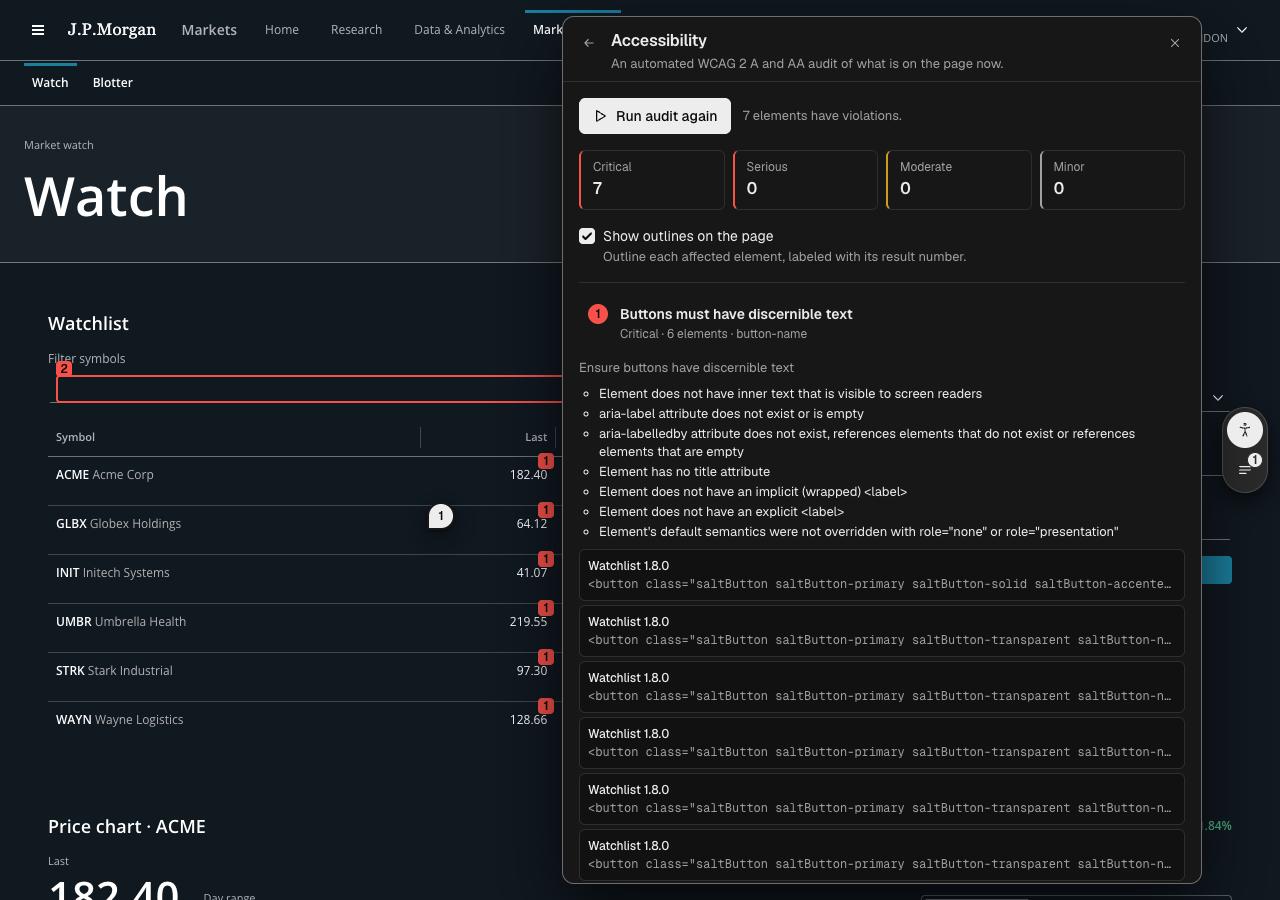 J.P.Morgan Markets Home Research Data & Analytics Mark
DON
Watch Blotter
Market watch
Watch
Watchlist
Filter symbols
2
Symbol Last
1
ACME Acme Corp 182.40
1
GLBX Globex Holdings 64.12
1
1
INIT Initech Systems 41.07
1
UMBR Umbrella Health 219.55
1
STRK Stark Industrial 97.30
1
WAYN Wayne Logistics 128.66
Price chart · ACME
.84%
Last
182.40 Day range
Accessibility
An automated WCAG 2 A and AA audit of what is on the page now.
Run audit again 7 elements have violations.
Critical Serious Moderate Minor
7 0 0 0
Show outlines on the page
Outline each affected element, labeled with its result number.
1 Buttons must have discernible text
Critical · 6 elements · button-name
Ensure buttons have discernible text
Element does not have inner text that is visible to screen readers
aria-label attribute does not exist or is empty
aria-labelledby attribute does not exist, references elements that do not exist or references
elements that are empty
Element has no title attribute
Element does not have an implicit (wrapped) <label>
Element does not have an explicit <label>
Element's default semantics were not overridden with role="none" or role="presentation"
Watchlist 1.8.0
<button class="saltButton saltButton-primary saltButton-solid saltButton-accente…
Watchlist 1.8.0
<button class="saltButton saltButton-primary saltButton-transparent saltButton-n…
Watchlist 1.8.0
<button class="saltButton saltButton-primary saltButton-transparent saltButton-n…
Watchlist 1.8.0
<button class="saltButton saltButton-primary saltButton-transparent saltButton-n…
Watchlist 1.8.0
<button class="saltButton saltButton-primary saltButton-transparent saltButton-n…
Watchlist 1.8.0
<button class="saltButton saltButton-primary saltButton-transparent saltButton-n…
1